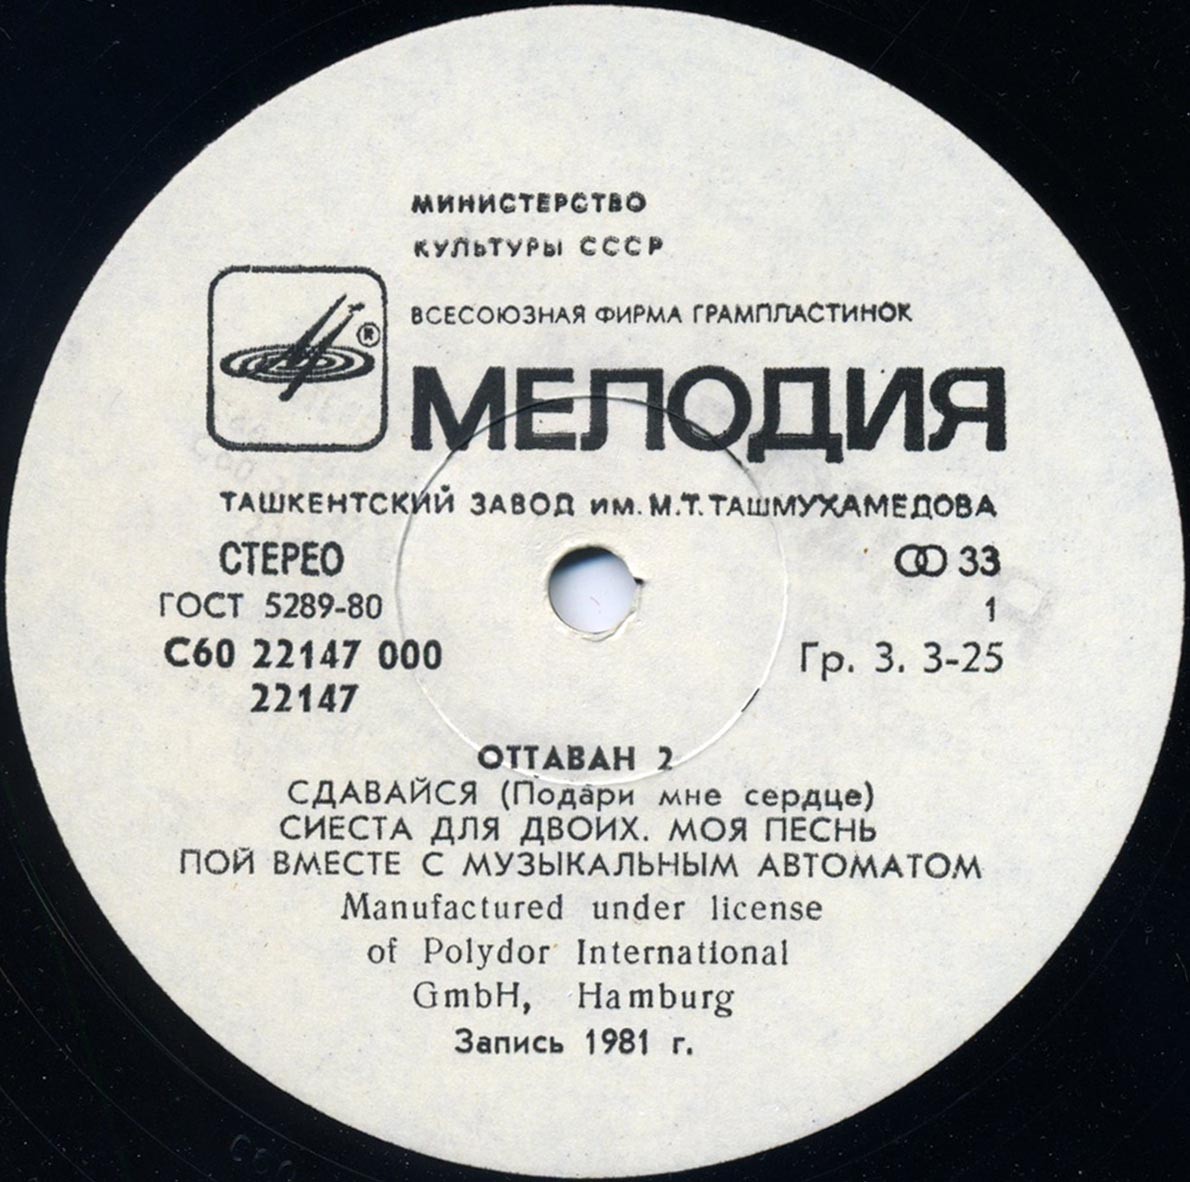 МИНИСТЕРСТВО
КУЛЬТУРЫ СССР
ВСЕСОЮЗНАЯ ФИРМА ГРАМПЛАСТИНОК
®
МЕЛОДИЯ
ТАШКЕНТСКИЙ ЗАВОД им. М.Т. ТАШМУХАМЕДОВА
СТЕРЕО
33
ГОСТ 5289-80
1
С60 22147 000
Гр. 3. 3-25
22147
ОТТАВАН 2
СДАВАЙСЯ (Подари мне сердце)
СИЕСТА ДЛЯ ДВОИХ. МОЯ ПЕСНЬ
ПОЙ ВМЕСТЕ С МУЗЫКАЛЬНЫМ АВТОМАТОМ
Manufactured under license
of Polydor International
GmbH, Hamburg
Запись 1981 г.